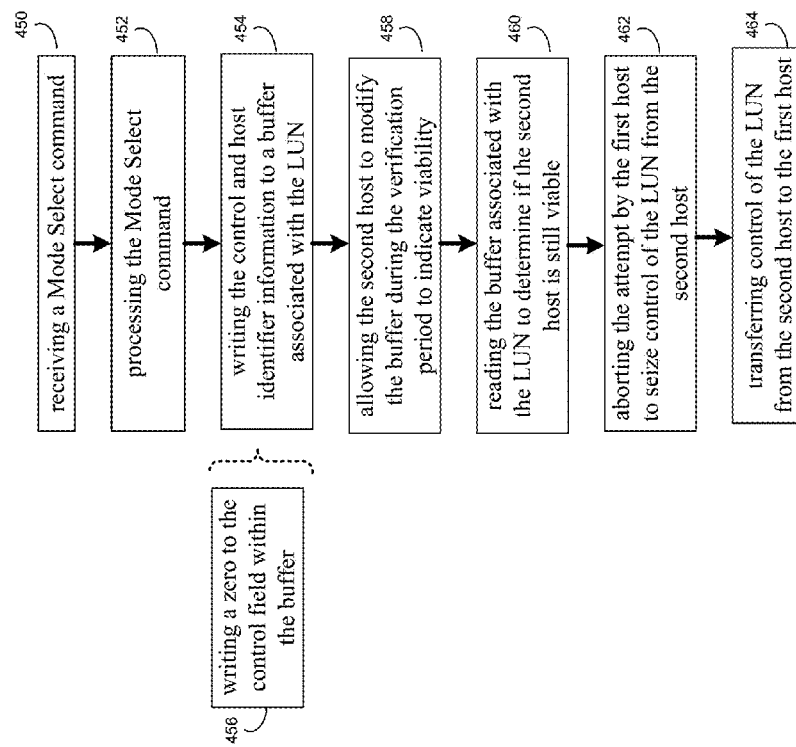 450
receiving a Mode Select command
452
processing the Mode Select
command
454
writing the control and host
identifier information to a buffer
associated with the LUN
456
writing a zero to the
control field within
the buffer
458
allowing the second host to modify
the buffer during the verification
period to indicate viability
460
reading the buffer associated with
the LUN to determine if the second
host is still viable
462
aborting the attempt by the first host
to seize control of the LUN from the
second host
464
transferring control of the LUN
from the second host to the first host